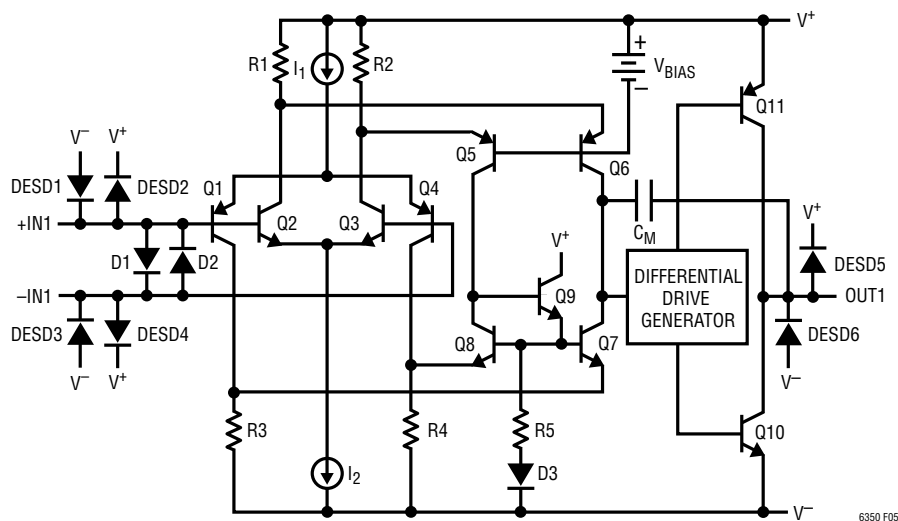 V+
R1
I1
R2
+
VBIAS
–
Q11
V– V+
Q5
Q6
DESD1
DESD2
Q1
Q4
+IN1
Q2
Q3
CM
V+
D1
D2
V+
DIFFERENTIAL
DRIVE
GENERATOR
DESD5
–IN1
Q9
OUT1
DESD3
DESD4
Q8
Q7
DESD6
V– V+
V–
R3
R4
R5
Q10
I2
D3
V–
6350 F05